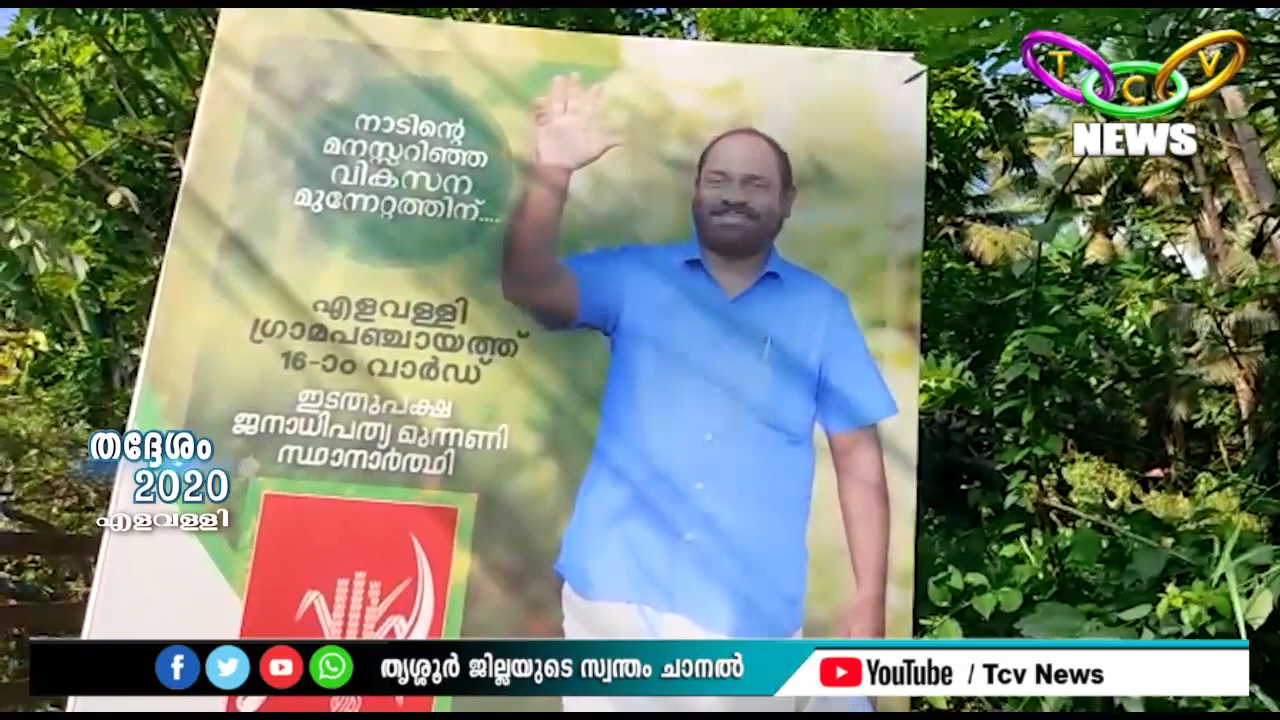 നാടിന്റെ
മനസ്സറിഞ്ഞ
വികസന
മുന്നേറ്റത്തിന്....
എളവള്ളി
ഗ്രാമപഞ്ചായത്ത്
16-ാം വാർഡ്
ഇടതുപക്ഷ
ജനാധിപത്യ മുന്നണി
സ്ഥാനാർത്ഥി
TCV
NEWS
തദ്ദേശം
2020
എളവള്ളി
തൃശ്ശൂർ ജില്ലയുടെ സ്വന്തം ചാനൽ
YouTube / Tcv News